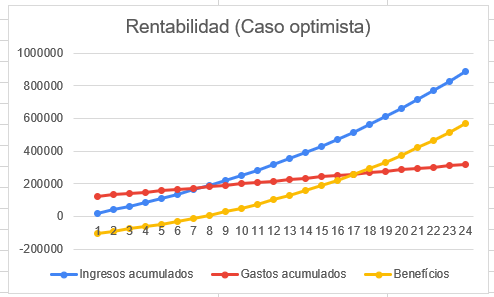 Rentabilidad (Caso optimista)
1000000
800000
600000
400000
200000
0
-200000
1 2 3 4 5 6 7 8 9 10 11 12 13 14 15 16 17 18 19 20 21 22 23 24
Ingresos acumulados Gastos acumulados Benefícios